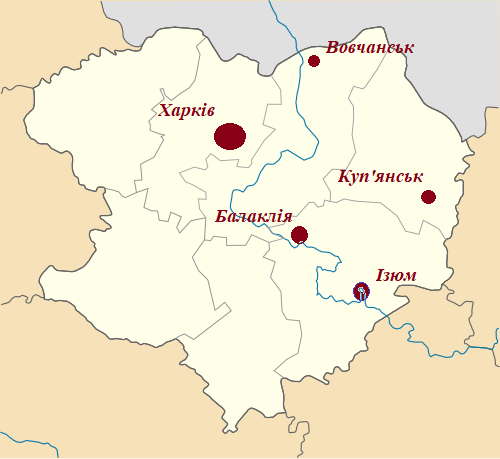 Вовчанськ
Харків
Куп'янськ
Балаклія
Ізюм